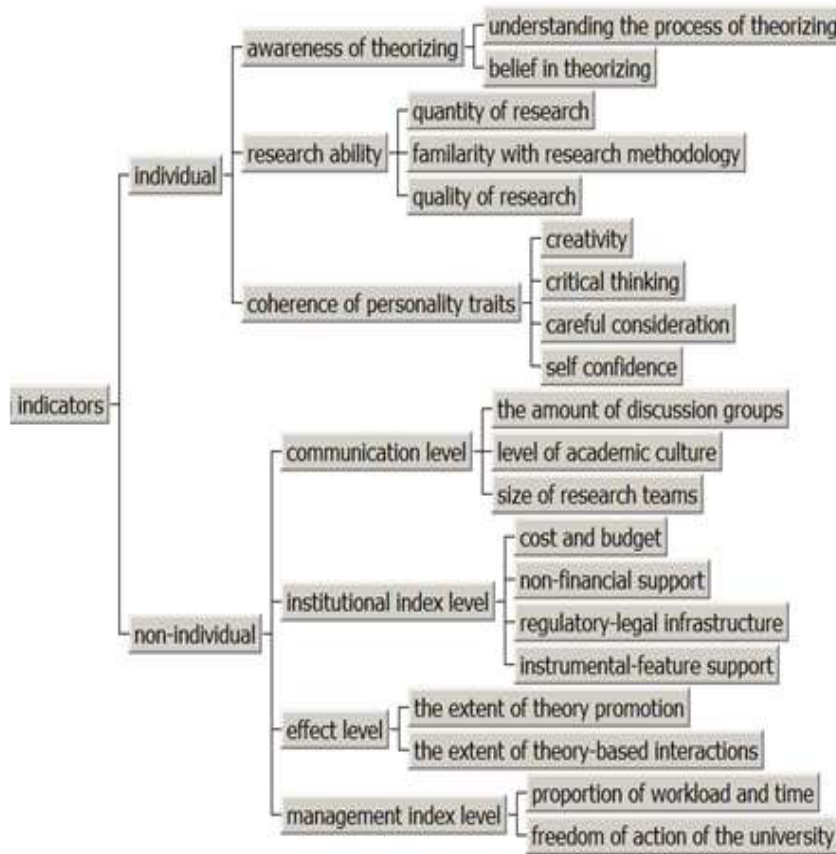 understanding the process of theorizing
awareness of theorizing
belief in theorizing
quantity of research
research ability
familarity with research methodology
individual
quality of research
creativity
critical thinking
coherence of personality traits
careful consideration
self confidence
indicators
the amount of discussion groups
communication level
level of academic culture
size of research teams
cost and budget
non-financial support
institutional index level
regulatory-legal infrastructure
non-individual
instrumental-feature support
the extent of theory promotion
effect level
the extent of theory-based interactions
proportion of workload and time
management index level
freedom of action of the university